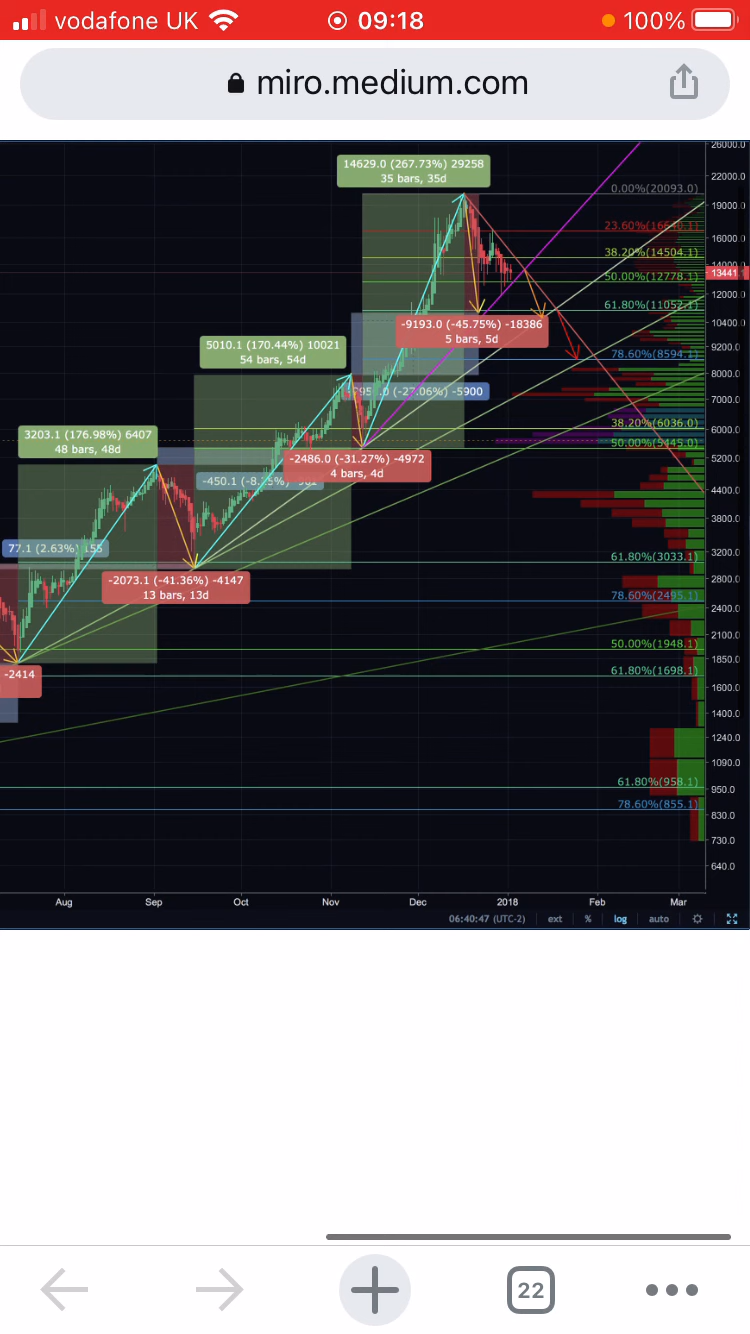 vodafone UK
09:18
100%
miro.medium.com
14629.0 (267.73%) 29258
35 bars, 35d
5010.1 (170.44%) 10021
54 bars, 54d
3203.1 (176.98%) 6407
48 bars, 48d
77.1 (2.63%) 155
-2414
-2073.1 (-41.36%) -4147
13 bars, 13d
-450.1
-2486.0 (-31.27%) -4972
4 bars, 4d
-5900
-9193.0 (-45.75%) -18386
5 bars, 5d
0.00%(20093.0)
23.60%
38.20%(14504.1)
50.00%(12778.1)
61.80%(11052.1)
78.60%(8594.1)
38.20%(6036.0)
50.00%(5445.0)
61.80%(3033.1)
78.60%(2495.1)
50.00%(1948.1)
61.80%(1698.1)
61.80%(958.1)
78.60%(855.1)
26000.0
22000.0
19000.0
16000.0
14000.0
13441
12000.0
10400.0
9200.0
8000.0
7000.0
6000.0
5200.0
4400.0
3800.0
3200.0
2800.0
2400.0
2100.0
1850.0
1600.0
1400.0
1240.0
1090.0
950.0
830.0
730.0
640.0
Aug Sep Oct Nov Dec 2018 Feb Mar
06:40:47 (UTC-2) ext % log auto
22